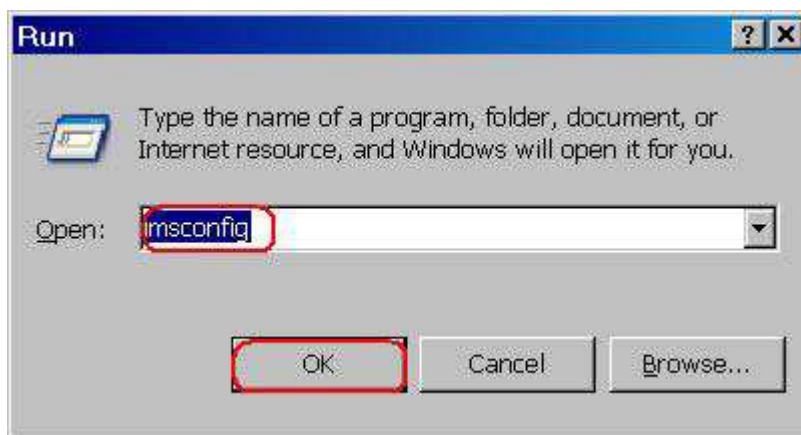 Run
Type the name of a program, folder, document, or
Internet resource, and Windows will open it for you.
Open: msconfig
OK Cancel Browse...